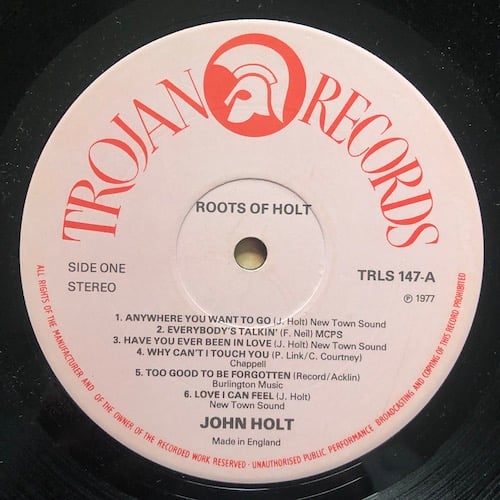 TROJAN RECORDS
ROOTS OF HOLT
SIDE ONE
STEREO
TRLS 147-A
℗ 1977
1. ANYWHERE YOU WANT TO GO (J. Holt) New Town Sound
2. EVERYBODY'S TALKIN' (F. Neil) MCPS
3. HAVE YOU EVER BEEN IN LOVE (J. Holt) New Town Sound
4. WHY CAN'T I TOUCH YOU (P. Link/C. Courtney)
Chappell
5. TOO GOOD TO BE FORGOTTEN (Record/Acklin)
Burlington Music
6. LOVE I CAN FEEL (J. Holt)
New Town Sound
JOHN HOLT
Made in England
ALL RIGHTS OF THE MANUFACTURER AND OF THE OWNER OF THE RECORDED WORK RESERVED · UNAUTHORISED PUBLIC PERFORMANCE BROADCASTING AND COPYING OF THIS RECORD PROHIBITED